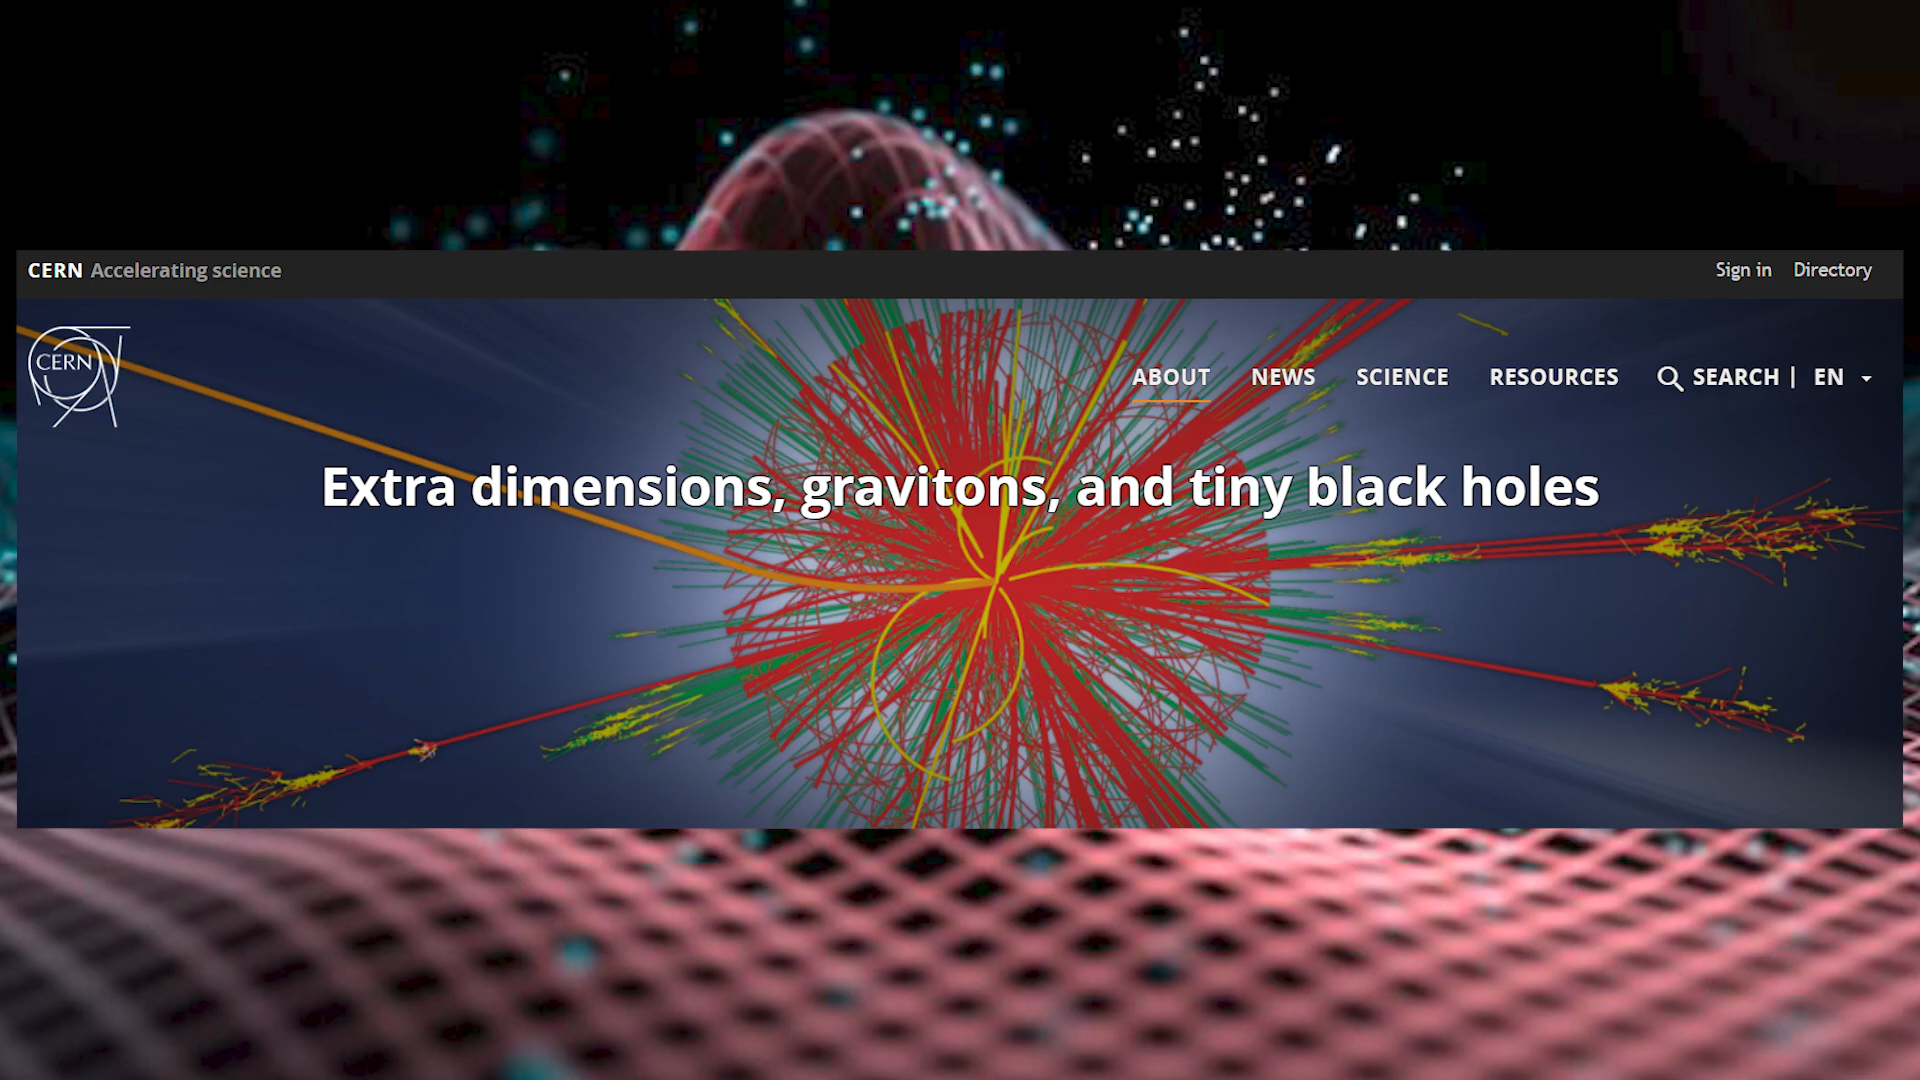 CERN Accelerating science
Sign in Directory
CERN
ABOUT NEWS SCIENCE RESOURCES SEARCH | EN
Extra dimensions, gravitons, and tiny black holes